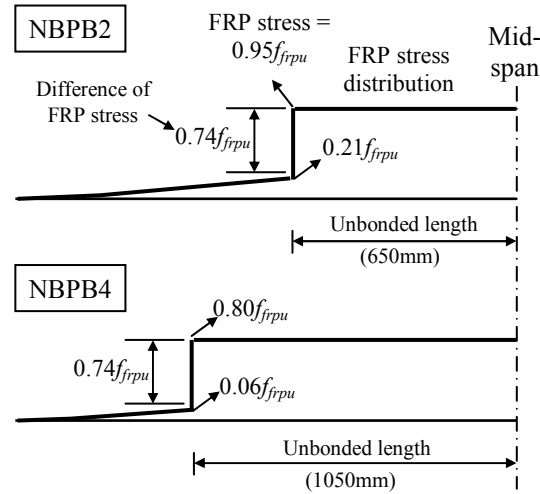 NBPB2
FRP stress =
0.95f_frpu
Mid-
span
FRP stress
distribution
Difference of
FRP stress
0.74f_frpu
0.21f_frpu
Unbonded length
(650mm)
NBPB4
0.80f_frpu
0.74f_frpu
0.06f_frpu
Unbonded length
(1050mm)